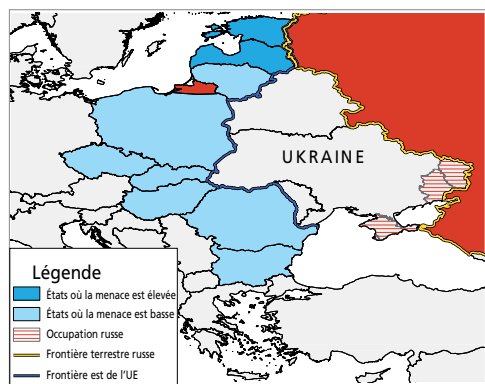 UKRAINE
Légende
États où la menace est élevée
États où la menace est basse
Occupation russe
Frontière terrestre russe
Frontière est de l'UE